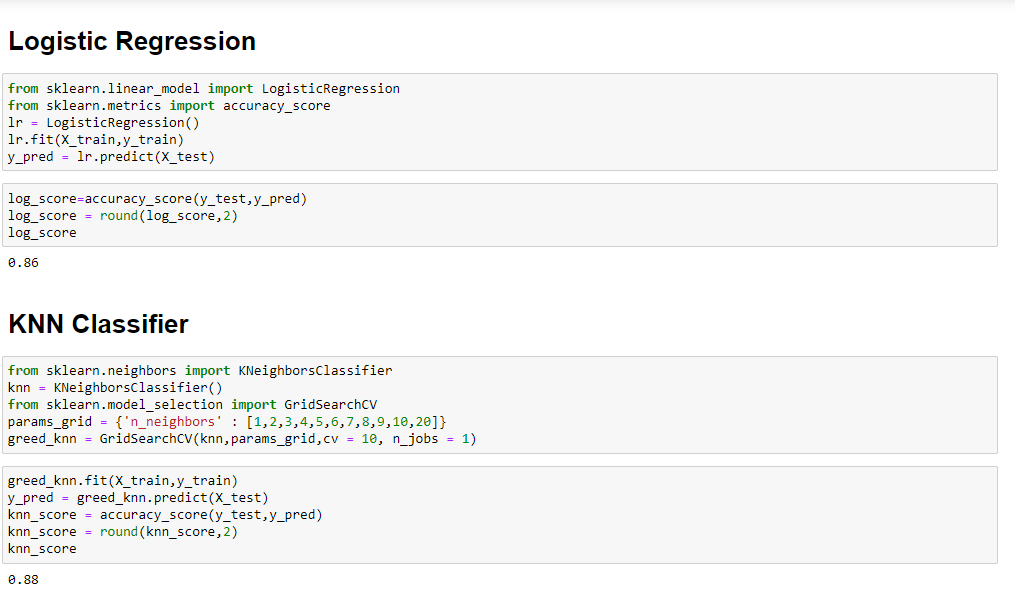 Logistic Regression
from sklearn.linear_model import LogisticRegression
from sklearn.metrics import accuracy_score
lr = LogisticRegression()
lr.fit(X_train,y_train)
y_pred = lr.predict(X_test)
log_score=accuracy_score(y_test,y_pred)
log_score = round(log_score,2)
log_score
0.86
KNN Classifier
from sklearn.neighbors import KNeighborsClassifier
knn = KNeighborsClassifier()
from sklearn.model_selection import GridSearchCV
params_grid = {'n_neighbors' : [1,2,3,4,5,6,7,8,9,10,20]}
greed_knn = GridSearchCV(knn,params_grid,cv = 10, n_jobs = 1)
greed_knn.fit(X_train,y_train)
y_pred = greed_knn.predict(X_test)
knn_score = accuracy_score(y_test,y_pred)
knn_score = round(knn_score,2)
knn_score
0.88